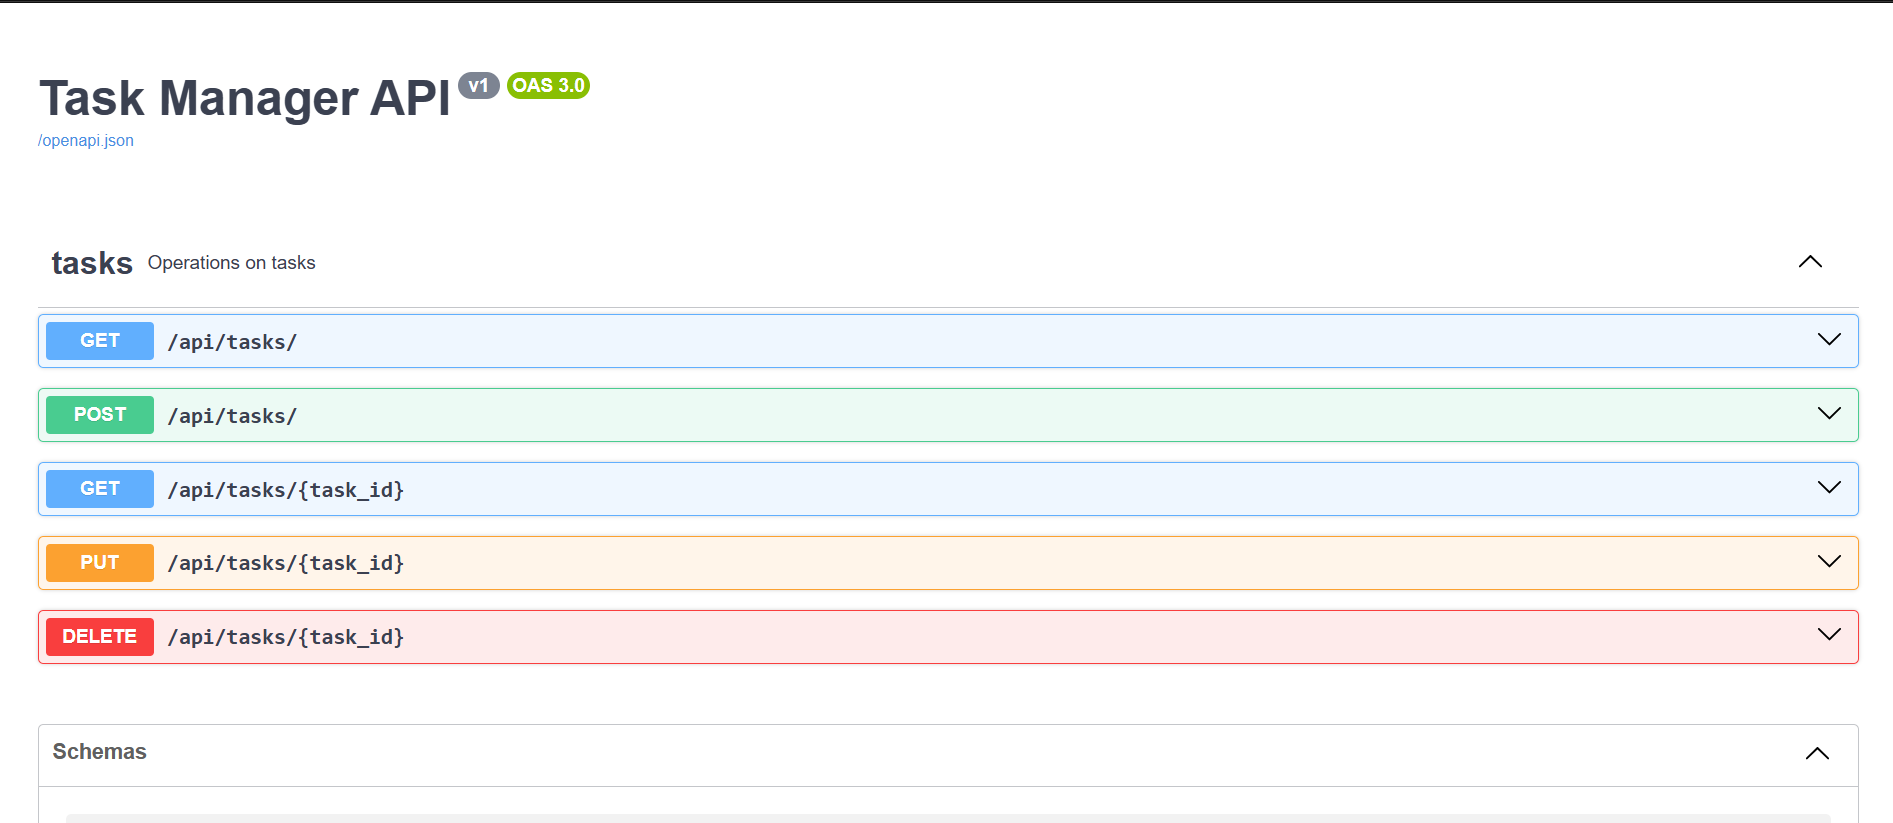 Task Manager API v1 OAS 3.0
/openapi.json
tasks Operations on tasks
GET /api/tasks/
POST /api/tasks/
GET /api/tasks/{task_id}
PUT /api/tasks/{task_id}
DELETE /api/tasks/{task_id}
Schemas